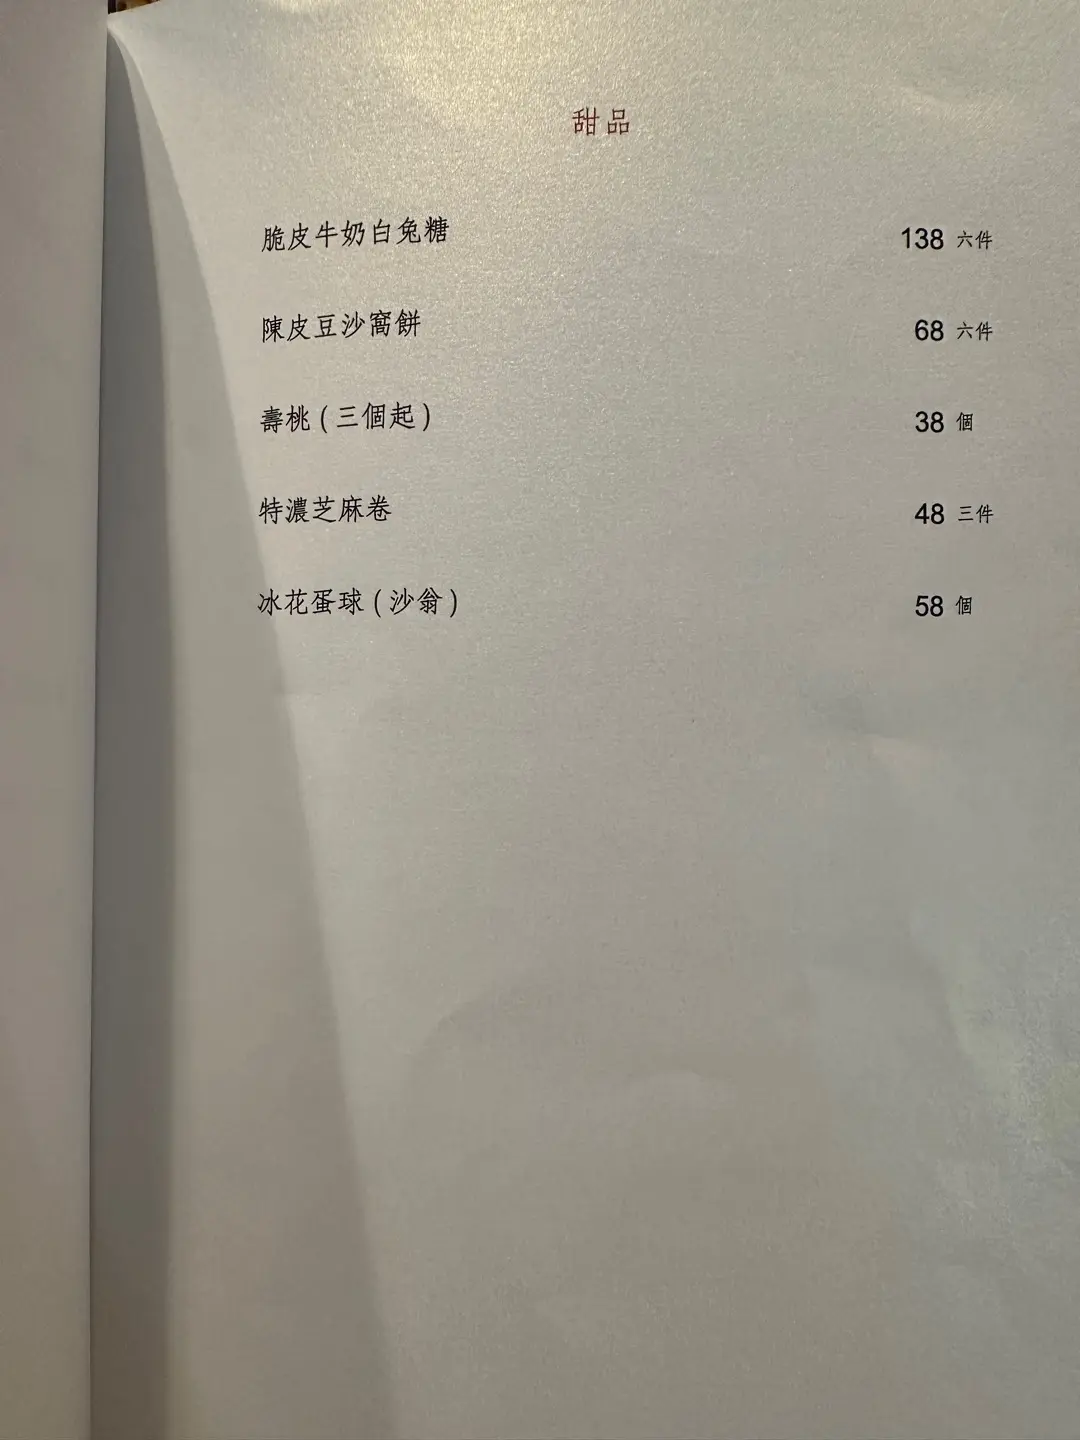 甜品
脆皮牛奶白兔糖 138 六件
陳皮豆沙窩餅 68 六件
壽桃 ( 三個起 ) 38 個
特濃芝麻卷 48 三件
冰花蛋球 ( 沙翁 ) 58 個